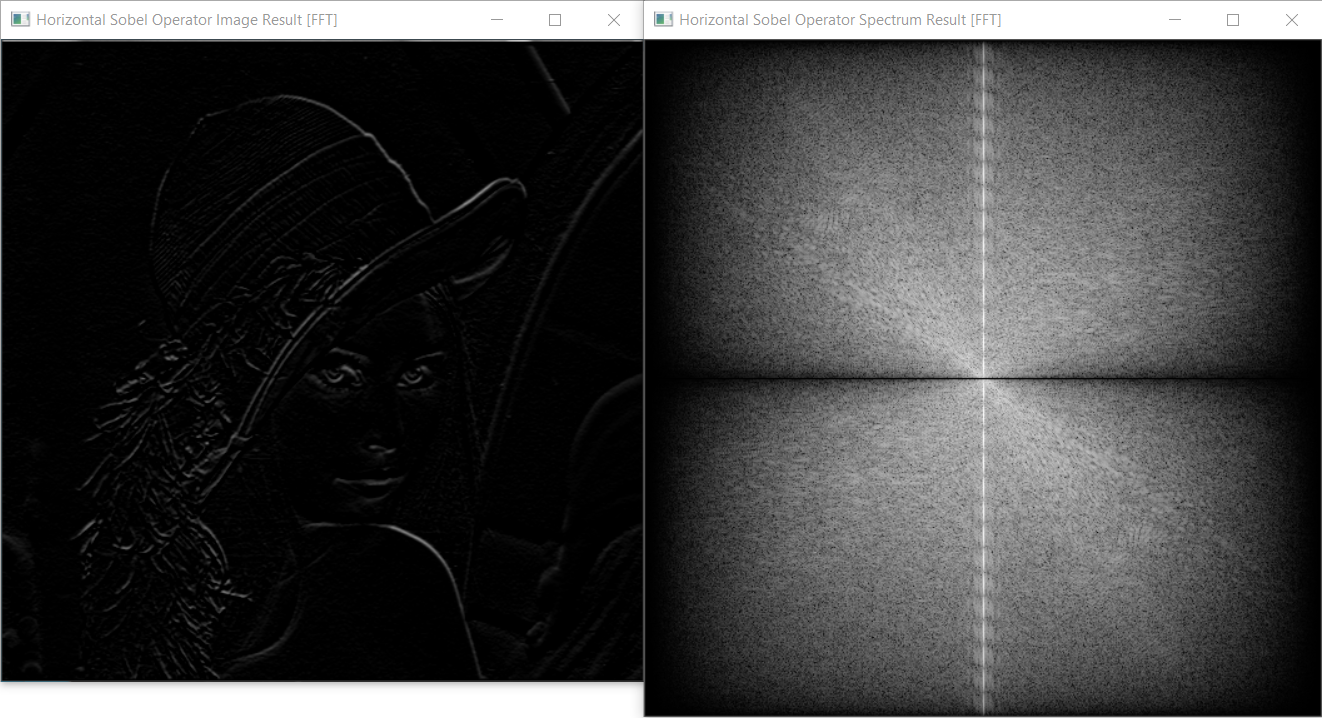 Horizontal Sobel Operator Image Result [FFT]
Horizontal Sobel Operator Spectrum Result [FFT]